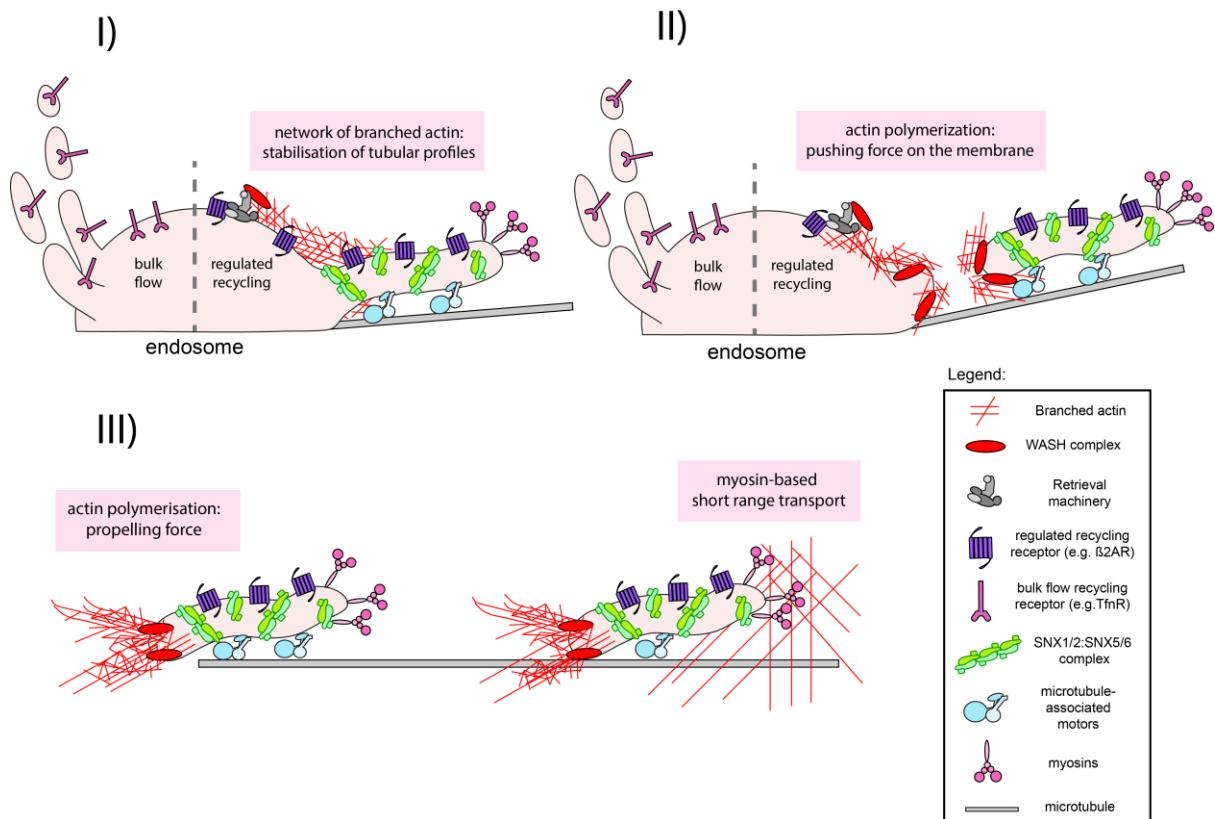 I)
network of branched actin:
stabilisation of tubular profiles
bulk
flow
regulated
recycling
endosome
II)
actin polymerization:
pushing force on the membrane
bulk
flow
regulated
recycling
endosome
III)
actin polymerisation:
propelling force
myosin-based
short range transport
Legend:
Branched actin
WASH complex
Retrieval
machinery
regulated recycling
receptor (e.g. ß2AR)
bulk flow recycling
receptor (e.g.TfnR)
SNX1/2:SNX5/6
complex
microtubule-
associated
motors
myosins
microtubule